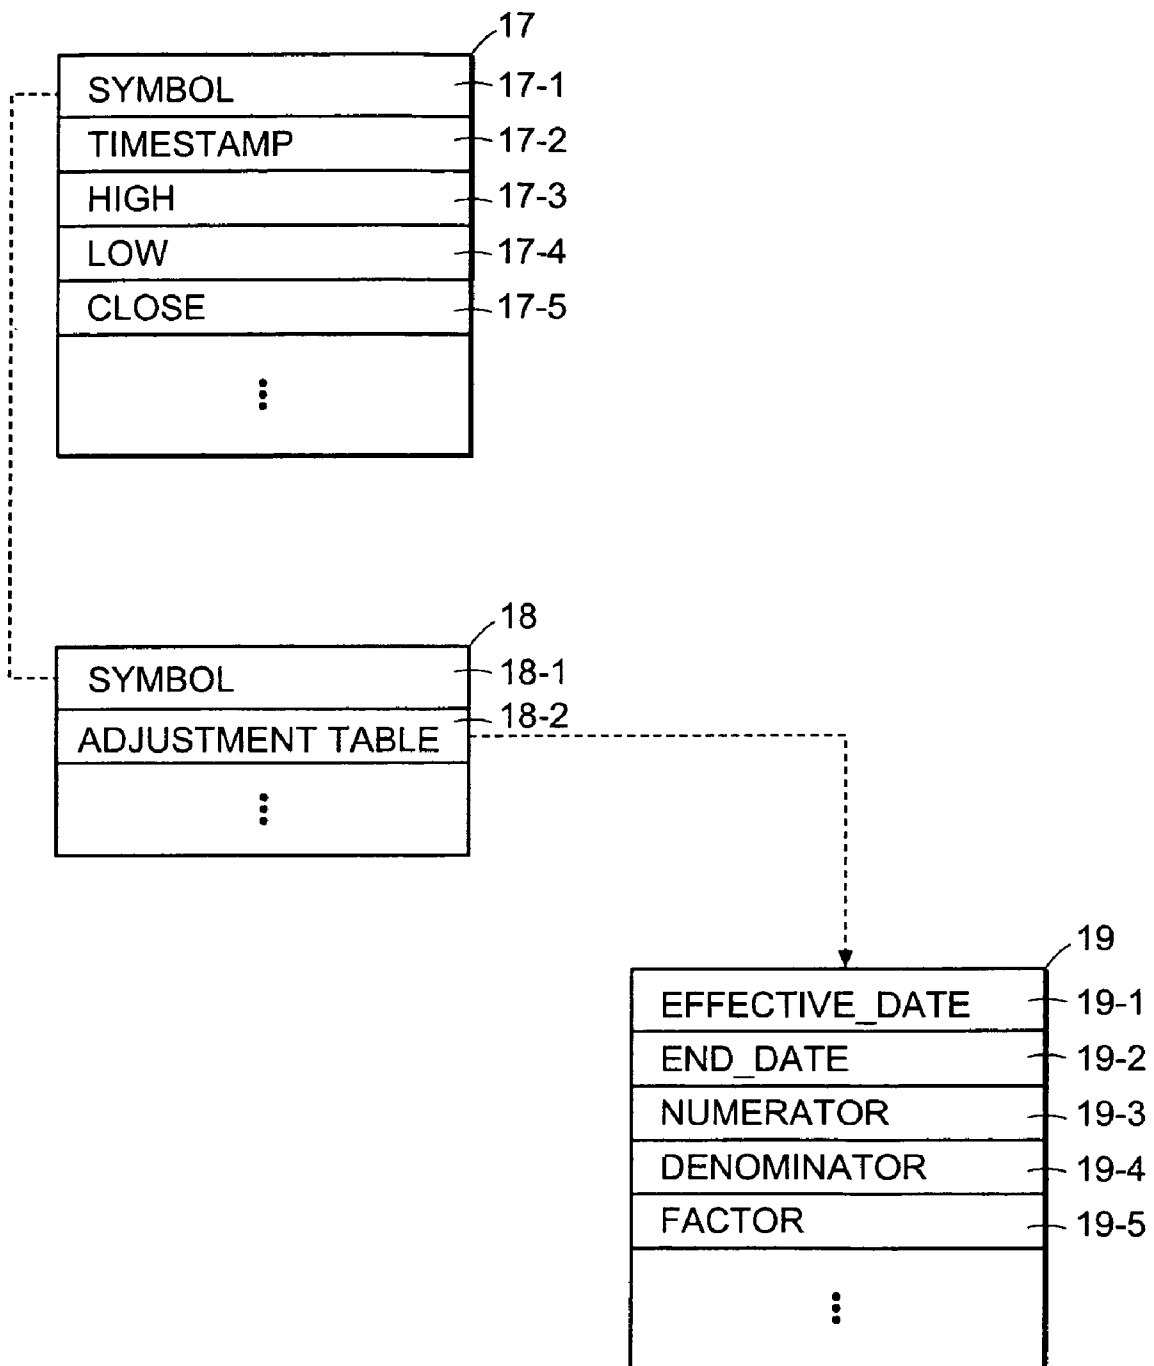 17
SYMBOL 17-1
TIMESTAMP 17-2
HIGH 17-3
LOW 17-4
CLOSE 17-5
18
SYMBOL 18-1
ADJUSTMENT TABLE 18-2
19
EFFECTIVE_DATE 19-1
END_DATE 19-2
NUMERATOR 19-3
DENOMINATOR 19-4
FACTOR 19-5